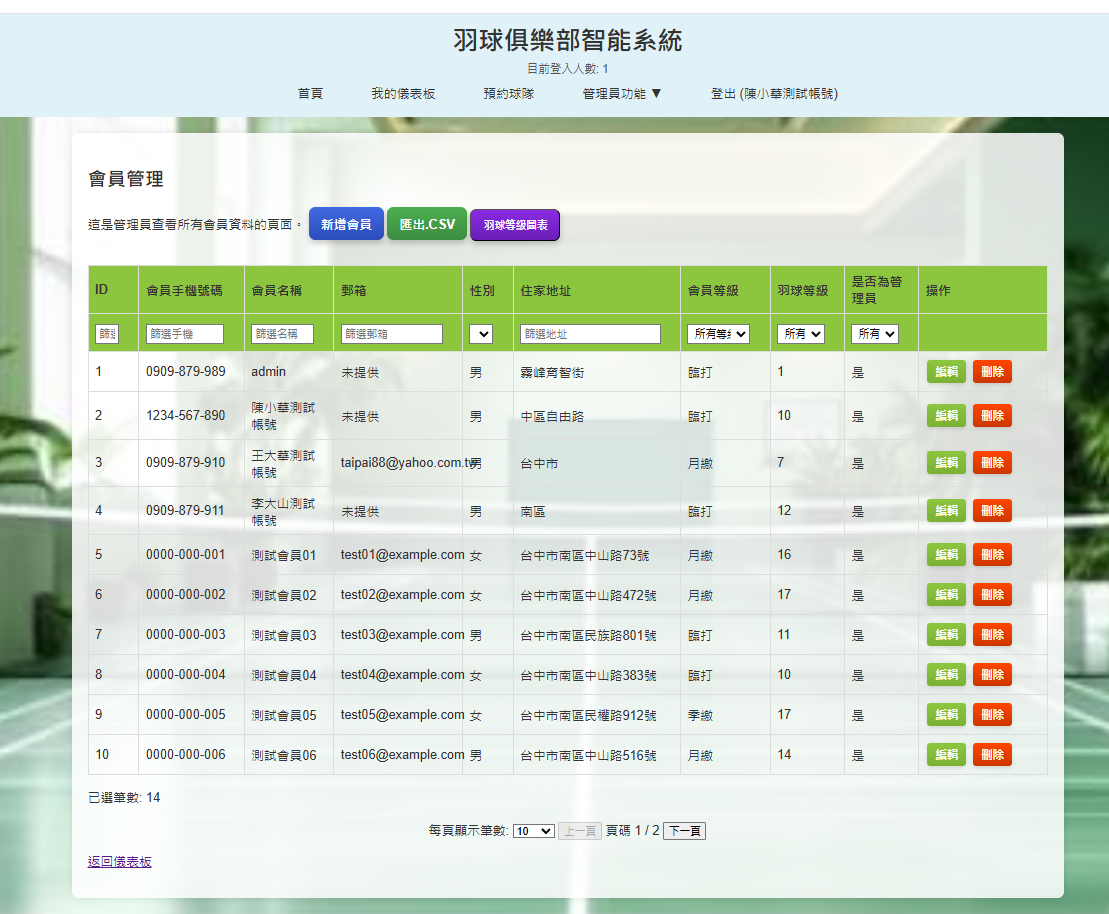 羽球俱樂部智能系統
目前登入人數: 1
首頁 我的儀表板 預約球隊 管理員功能 ▼ 登出 (陳小華測試帳號)
會員管理
這是管理員查看所有會員資料的頁面。 新增會員 匯出.CSV 羽球等級圖表
ID 會員手機號碼 會員名稱 郵箱 性別 住家地址 會員等級 羽球等級 是否為管理員 操作
篩選 篩選手機 篩選名稱 篩選郵箱 篩選地址 所有等級 所有 所有
1 0909-879-989 admin 未提供 男 霧峰育智街 臨打 1 是 編輯 刪除
2 1234-567-890 陳小華測試帳號 未提供 男 中區自由路 臨打 10 是 編輯 刪除
3 0909-879-910 王大華測試帳號 taipai88@yahoo.com.tw 男 台中市 月繳 7 是 編輯 刪除
4 0909-879-911 李大山測試帳號 未提供 男 南區 臨打 12 是 編輯 刪除
5 0000-000-001 測試會員01 test01@example.com 女 台中市南區中山路73號 月繳 16 是 編輯 刪除
6 0000-000-002 測試會員02 test02@example.com 女 台中市南區中山路472號 月繳 17 是 編輯 刪除
7 0000-000-003 測試會員03 test03@example.com 男 台中市南區民族路801號 臨打 11 是 編輯 刪除
8 0000-000-004 測試會員04 test04@example.com 女 台中市南區中山路383號 臨打 10 是 編輯 刪除
9 0000-000-005 測試會員05 test05@example.com 女 台中市南區民權路912號 季繳 17 是 編輯 刪除
10 0000-000-006 測試會員06 test06@example.com 男 台中市南區中山路516號 月繳 14 是 編輯 刪除
已選筆數: 14
每頁顯示筆數: 10 上一頁 頁碼 1 / 2 下一頁
返回儀表板